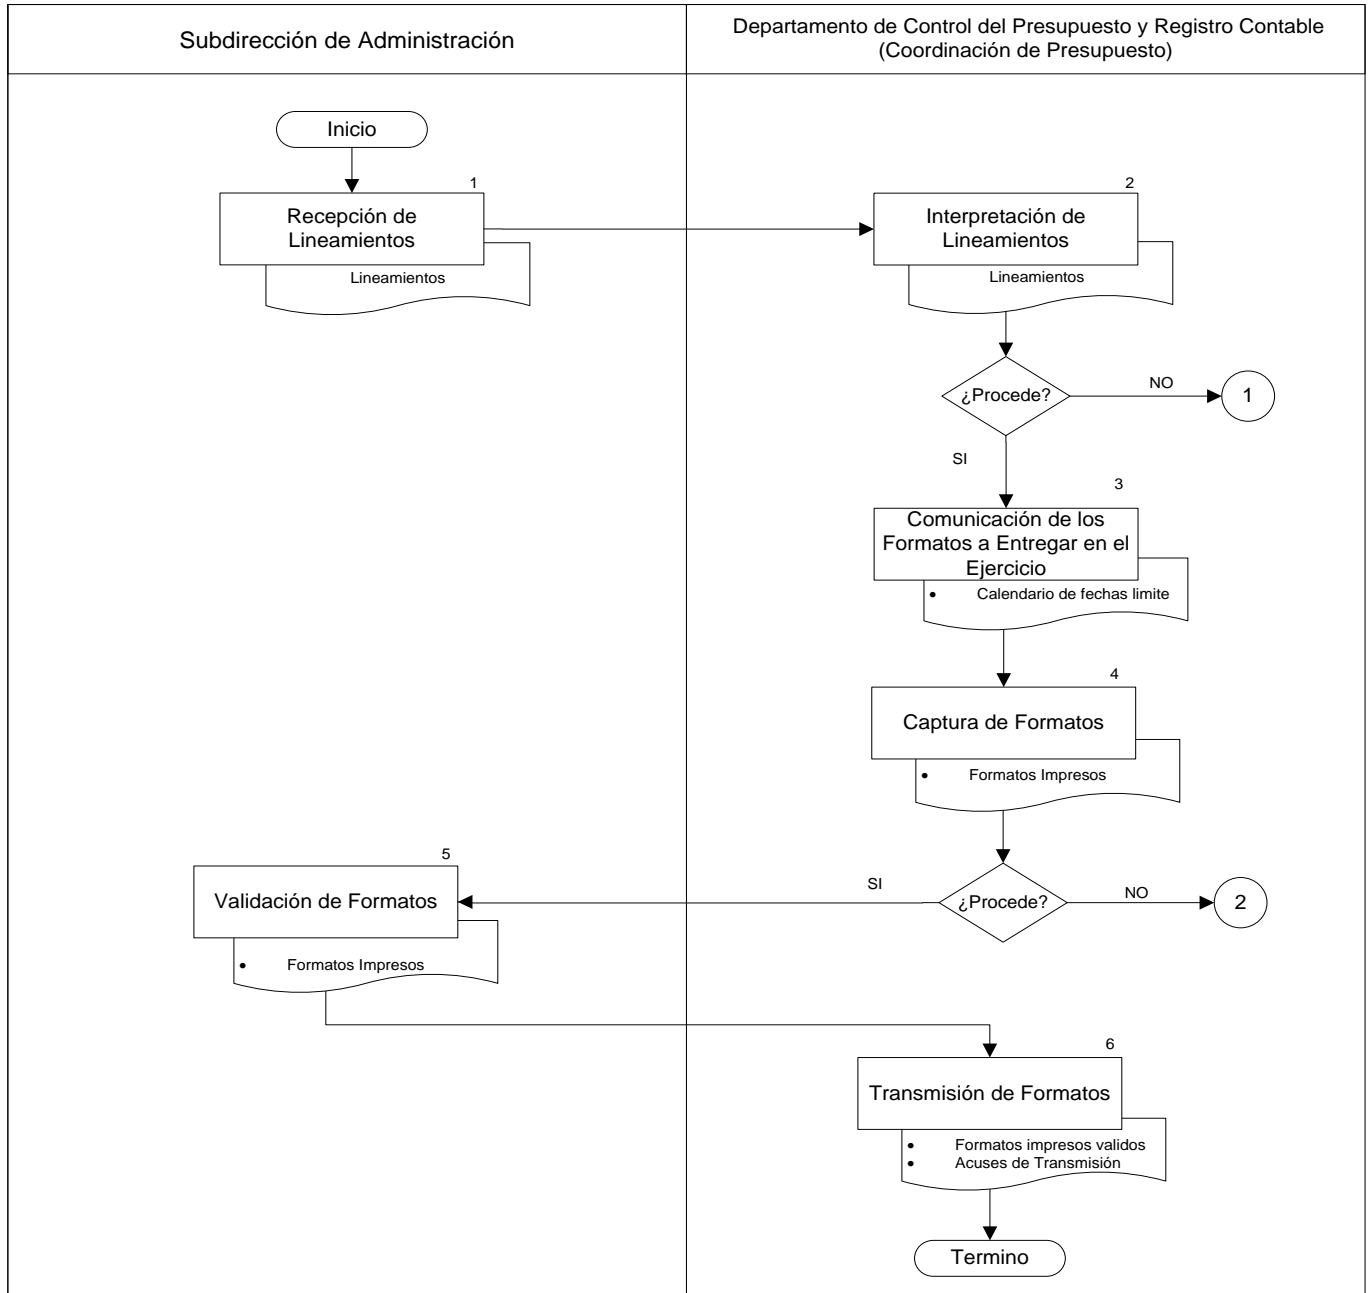 Subdirección de Administración
Departamento de Control del Presupuesto y Registro Contable
(Coordinación de Presupuesto)
Inicio
1
Recepción de
Lineamientos
Lineamientos
2
Interpretación de
Lineamientos
Lineamientos
¿Procede?
NO
1
SI
3
Comunicación de los
Formatos a Entregar en el
Ejercicio
• Calendario de fechas limite
4
Captura de Formatos
• Formatos Impresos
¿Procede?
NO
2
SI
5
Validación de Formatos
• Formatos Impresos
6
Transmisión de Formatos
• Formatos impresos validos
• Acuses de Transmisión
Termino